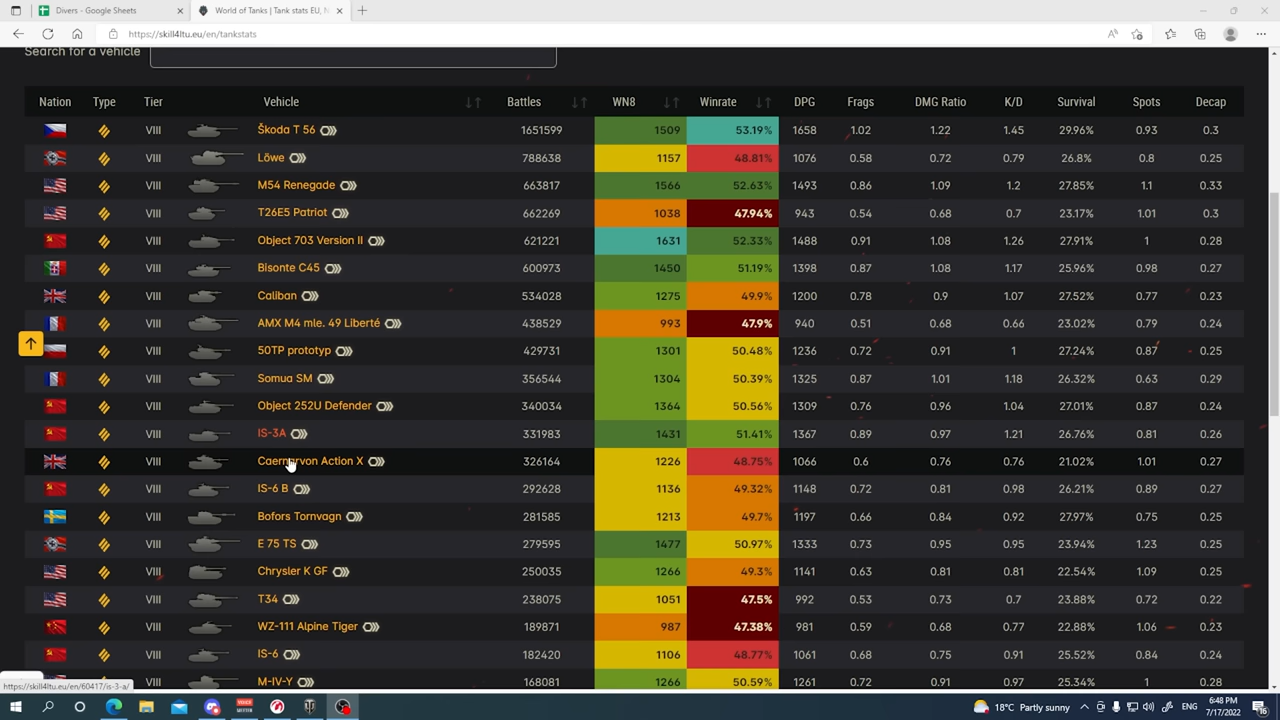 Divers - Google Sheets
World of Tanks | Tank stats EU, N
https://skill4ltu.eu/en/tankstats
Search for a vehicle
Nation Type Tier Vehicle Battles WN8 Winrate DPG Frags DMG Ratio K/D Survival Spots Decap
VIII Škoda T 56 1651599 1509 53.19% 1658 1.02 1.22 1.45 29.96% 0.93 0.3
VIII Löwe 788638 1157 48.81% 1076 0.58 0.72 0.79 26.8% 0.8 0.25
VIII M54 Renegade 663817 1566 52.63% 1493 0.86 1.09 1.2 27.85% 1.1 0.33
VIII T26E5 Patriot 662269 1038 47.94% 943 0.54 0.68 0.7 23.17% 1.01 0.3
VIII Object 703 Version II 621221 1631 52.33% 1488 0.91 1.08 1.26 27.91% 1 0.28
VIII Bisonte C45 600973 1450 51.19% 1398 0.87 1.08 1.17 25.96% 0.98 0.27
VIII Caliban 534028 1275 49.9% 1200 0.78 0.9 1.07 27.52% 0.77 0.23
VIII AMX M4 mle. 49 Liberté 438529 993 47.9% 940 0.51 0.68 0.66 23.02% 0.79 0.24
VIII 50TP prototyp 429731 1301 50.48% 1236 0.72 0.91 1 27.24% 0.87 0.25
VIII Somua SM 356544 1304 50.39% 1325 0.87 1.01 1.18 26.32% 0.63 0.29
VIII Object 252U Defender 340034 1364 50.56% 1309 0.76 0.96 1.04 27.01% 0.87 0.24
VIII IS-3A 331983 1431 51.41% 1367 0.89 0.97 1.21 26.76% 0.81 0.26
VIII Caernarvon Action X 326164 1226 48.75% 1066 0.6 0.76 0.76 21.02% 1.01 0.27
VIII IS-6 B 292628 1136 49.32% 1148 0.72 0.81 0.98 26.21% 0.89 0.27
VIII Bofors Tornvagn 281585 1213 49.7% 1197 0.66 0.84 0.92 27.97% 0.75 0.25
VIII E 75 TS 279595 1477 50.97% 1333 0.73 0.95 0.95 23.94% 1.23 0.25
VIII Chrysler K GF 250035 1266 49.3% 1141 0.63 0.81 0.81 22.54% 1.09 0.25
VIII T34 238075 1051 47.5% 992 0.53 0.73 0.7 23.88% 0.72 0.22
VIII WZ-111 Alpine Tiger 189871 987 47.38% 981 0.59 0.68 0.77 22.88% 1.06 0.23
VIII IS-6 182420 1106 48.77% 1061 0.68 0.75 0.91 25.52% 0.84 0.24
VIII M-IV-Y 168081 1266 50.59% 1261 0.72 0.91 0.97 25.34% 1 0.28
https://skill4ltu.eu/en/60417/is-3-a/
18°C Partly sunny
ENG
6:48 PM
7/17/2022